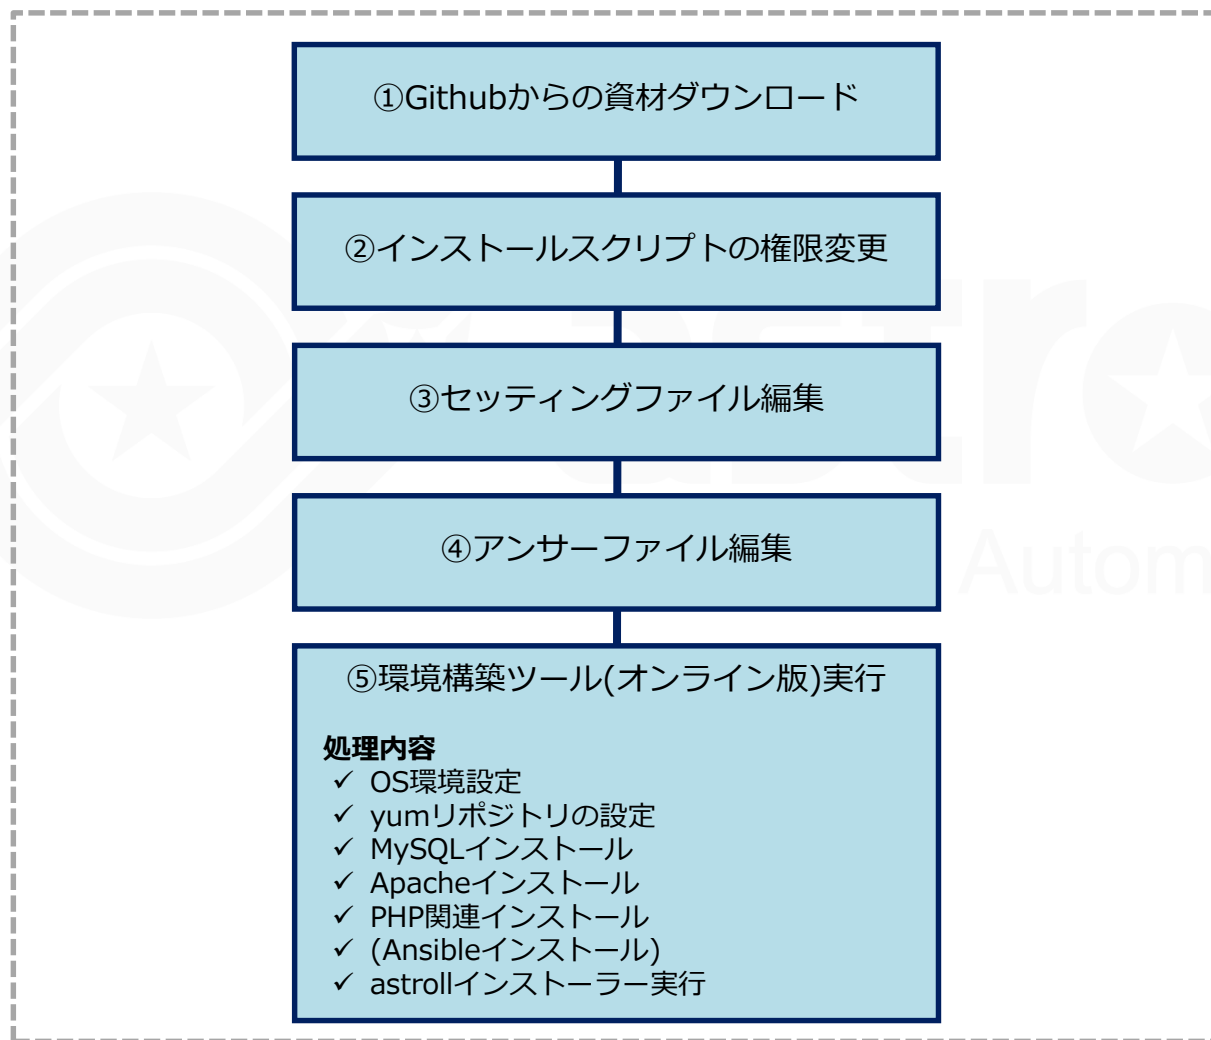 ①Githubからの資材ダウンロード
②インストールスクリプトの権限変更
③セッティングファイル編集
④アンサーファイル編集
⑤環境構築ツール(オンライン版)実行
処理内容
✓ OS環境設定
✓ yumリポジトリの設定
✓ MySQLインストール
✓ Apacheインストール
✓ PHP関連インストール
✓ (Ansibleインストール)
✓ astrollインストーラー実行
astro
Autom